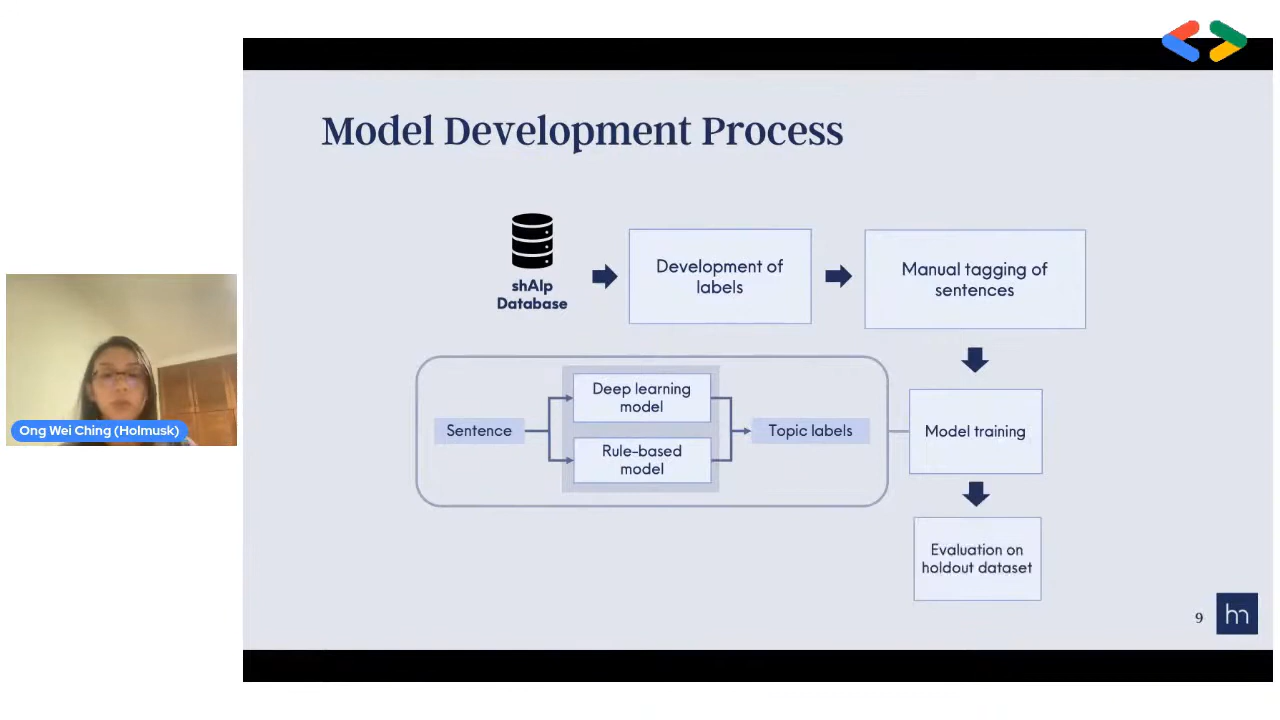 Model Development Process
shAIp
Database
Development of
labels
Manual tagging of
sentences
Sentence
Deep learning
model
Rule-based
model
Topic labels
Model training
Evaluation on
holdout dataset
Ong Wei Ching (Holmusk)
9
hm